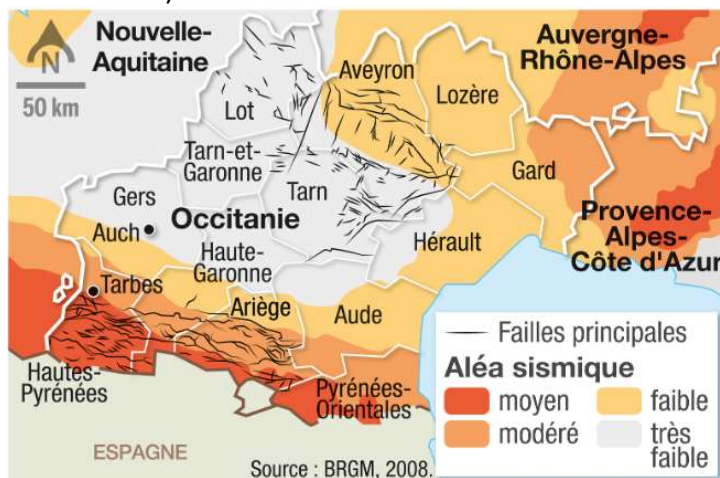 Nouvelle-
Aquitaine
Auvergne-
Rhône-Alpes
N
50 km
Aveyron
Lozère
Lot
Tarn-et-
Garonne
Gard
Gers
Tarn
Occitanie
Auch
Provence-
Alpes-
Côte d'Azur
Hérault
Haute-
Garonne
Tarbes
Ariège
Aude
Hautes-
Pyrénées
Pyrénées-
Orientales
ESPAGNE
Source : BRGM, 2008.
Failles principales
Aléa sismique
moyen
faible
modéré
très
faible